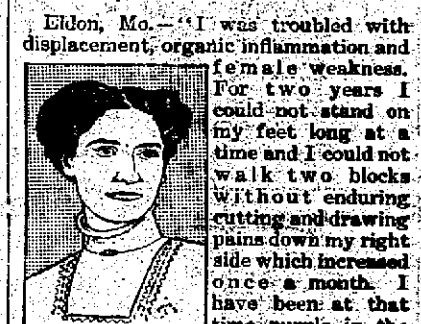 Eldon, Mo.—"I was troubled with
displacement, organic inflammation and
female weakness.
For two years I
could not stand on
my feet long at a
time and I could not
walk two blocks
without enduring
cutting and drawing
pains down my right
side which increased
once a month. I
have been at that